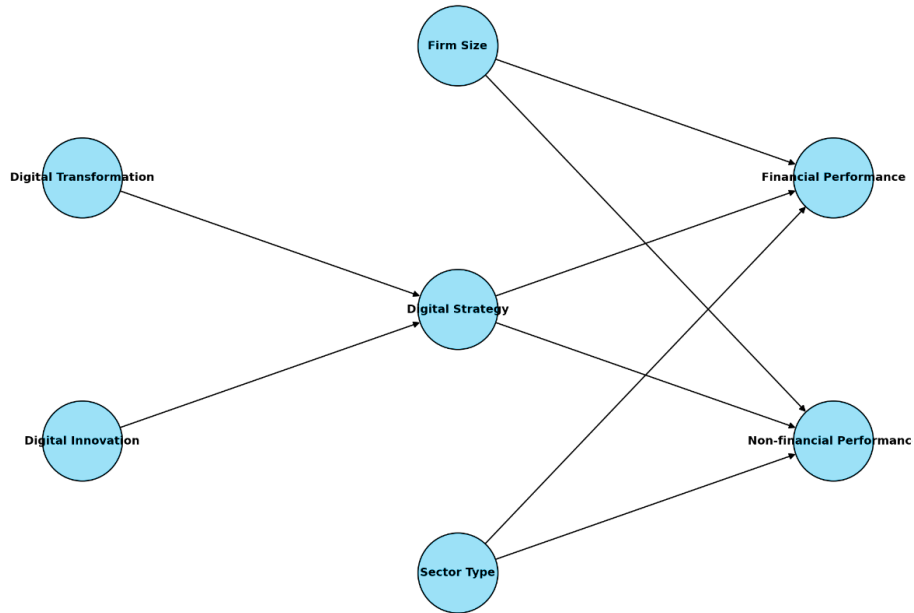 Firm Size
Digital Transformation
Financial Performance
Digital Strategy
Digital Innovation
Non-financial Performanc
Sector Type